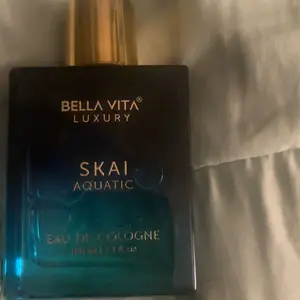 BELLA VITA®
LUXURY
SKAI
AQUATIC
EAU DE COLOGNE